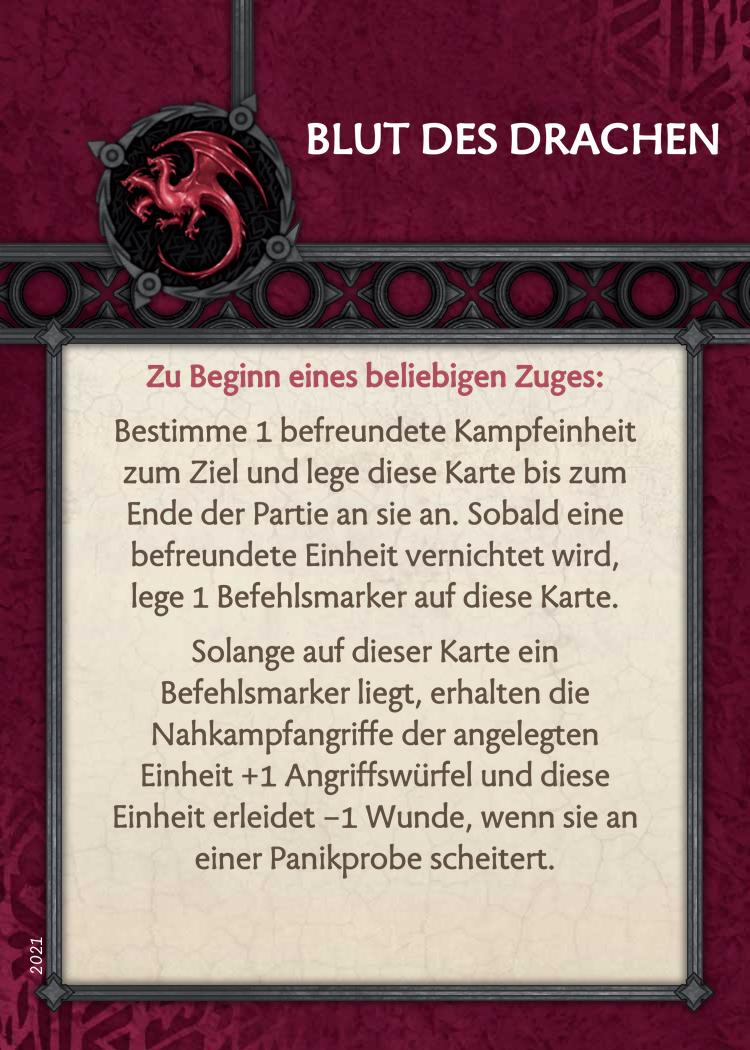 BLUT DES DRACHEN
Zu Beginn eines beliebigen Zuges:
Bestimme 1 befreundete Kampfeinheit
zum Ziel und lege diese Karte bis zum
Ende der Partie an sie an. Sobald eine
befreundete Einheit vernichtet wird,
lege 1 Befehlsmarker auf diese Karte.
Solange auf dieser Karte ein
Befehlsmarker liegt, erhalten die
Nahkampfangriffe der angelegten
Einheit +1 Angriffswürfel und diese
Einheit erleidet –1 Wunde, wenn sie an
einer Panikprobe scheitert.
2021